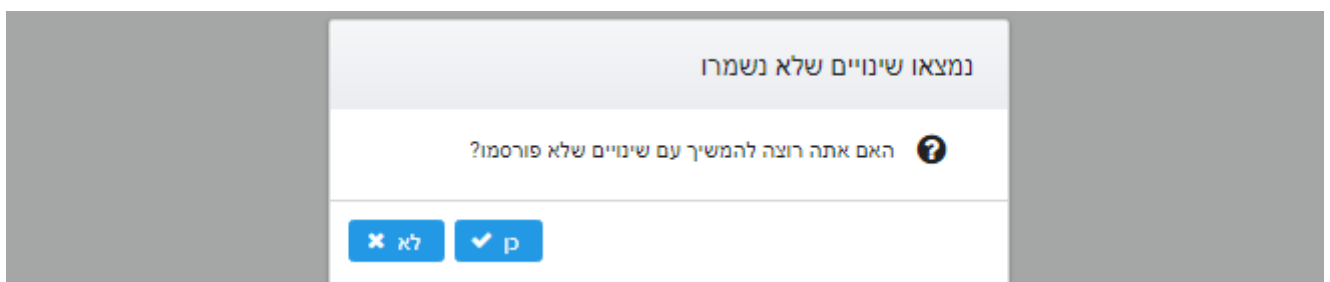 נמצאו שינויים שלא נשמרו
האם אתה רוצה להמשיך עם שינויים שלא פורסמו?
כן
לא